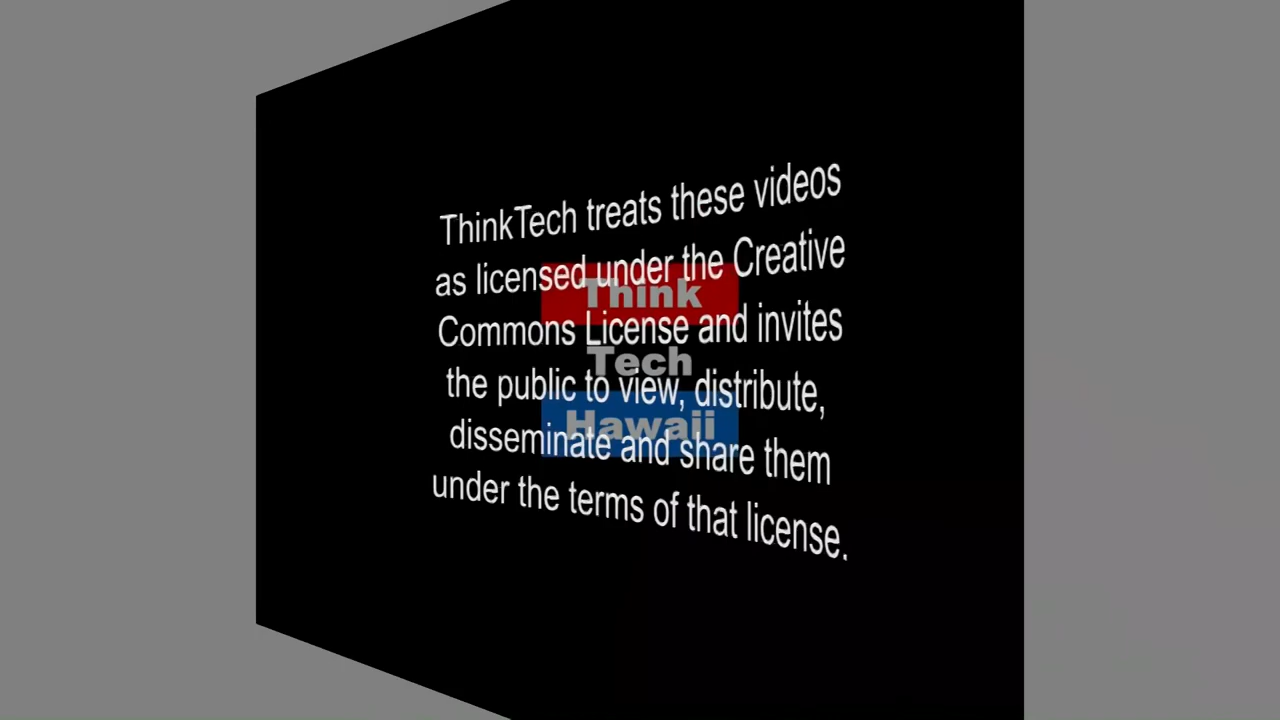 ThinkTech treats these videos
as licensed under the Creative
Commons License and invites
the public to view, distribute,
disseminate and share them
under the terms of that license.
Think
Tech
Hawaii